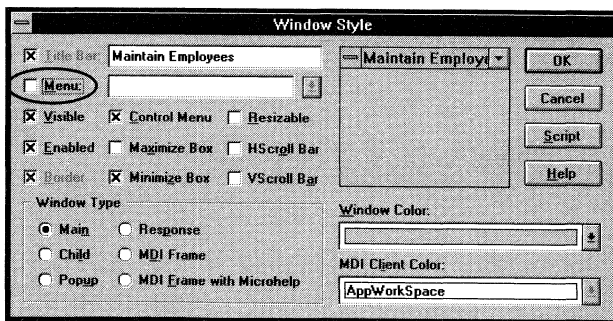 Window Style
Title Bar: Maintain Employees
Menu:
Visible Control Menu Resizable
Enabled Maximize Box HScroll Bar
Border Minimize Box VScroll Bar
Window Type
Main Response
Child MDI Frame
Popup MDI Frame with Microhelp
Maintain Employe
Window Color:
MDI Client Color:
AppWorkSpace
OK
Cancel
Script
Help